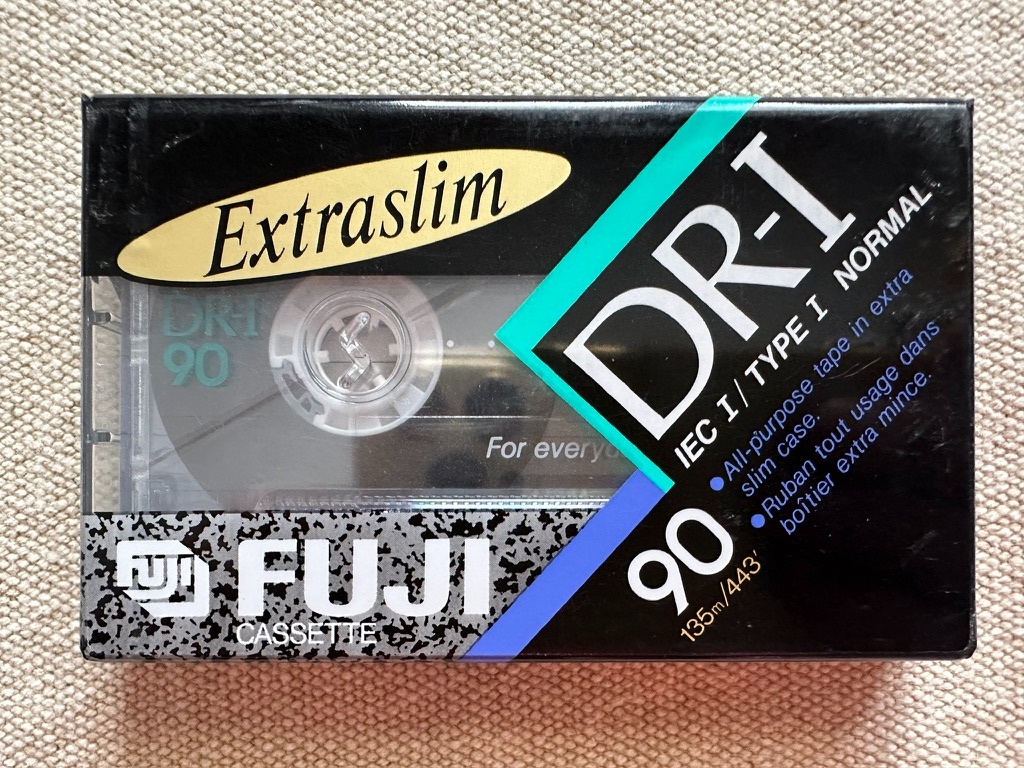 Extraslim
DR-I
90
For everyd
FUJI
FUJI
CASSETTE
DR-I
IEC I / TYPE I NORMAL
●All-purpose tape in extra
slim case.
●Ruban tout usage dans
boîtier extra mince.
90
135m/443'